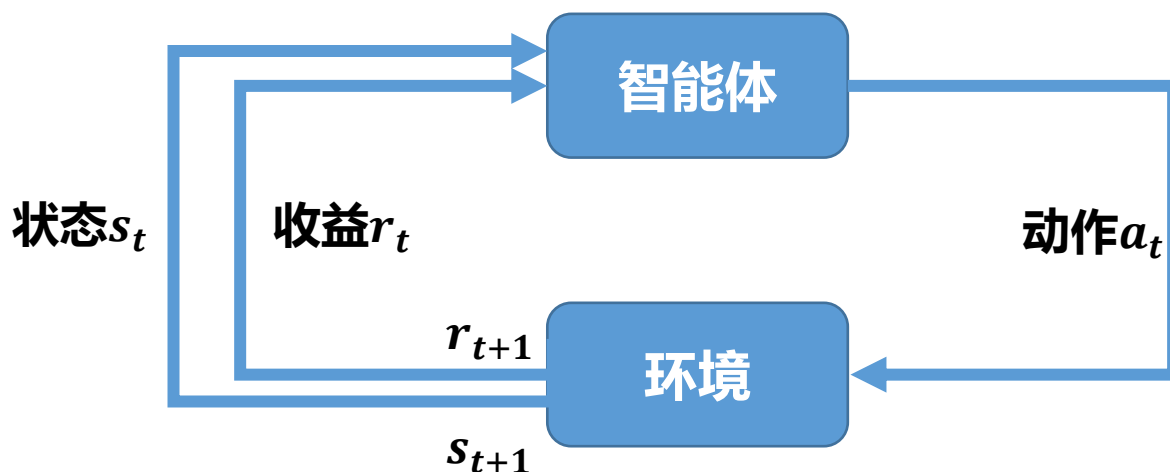 智能体
状态s_t
收益r_t
动作a_t
r_{t+1}
环境
s_{t+1}